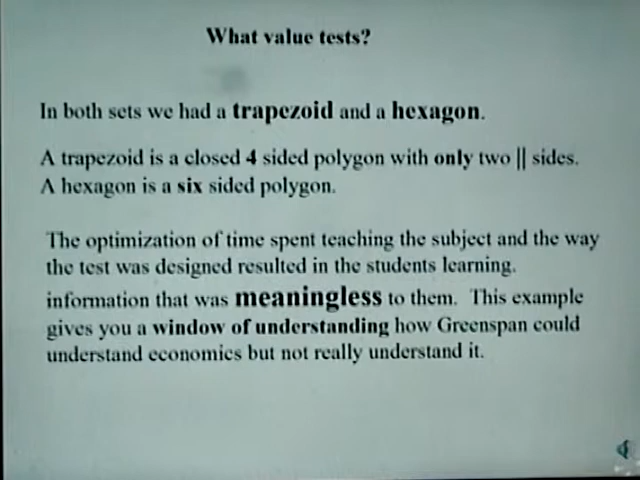 What value tests?
In both sets we had a trapezoid and a hexagon.
A trapezoid is a closed 4 sided polygon with only two || sides.
A hexagon is a six sided polygon.
The optimization of time spent teaching the subject and the way
the test was designed resulted in the students learning.
information that was meaningless to them. This example
gives you a window of understanding how Greenspan could
understand economics but not really understand it.